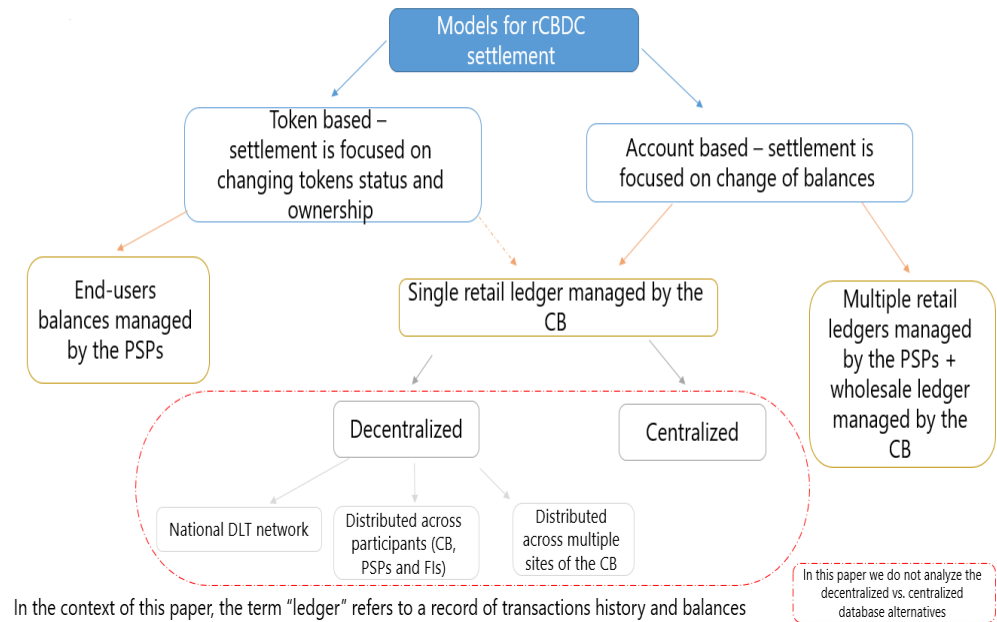 Models for rCBDC
settlement
Token based –
settlement is focused on
changing tokens status and
ownership
Account based – settlement is
focused on change of balances
End-users
balances managed
by the PSPs
Single retail ledger managed by the
CB
Multiple retail
ledgers managed
by the PSPs +
wholesale ledger
managed by the
CB
Decentralized
Centralized
National DLT network
Distributed across
participants (CB,
PSPs and FIs)
Distributed
across multiple
sites of the CB
In this paper we do not analyze the
decentralized vs. centralized
database alternatives
In the context of this paper, the term “ledger” refers to a record of transactions history and balances